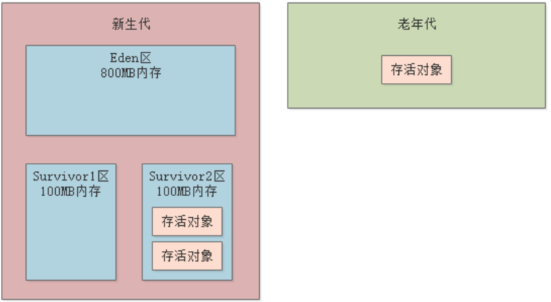 新生代
Eden区
800MB内存
Survivor1区
100MB内存
Survivor2区
100MB内存
存活对象
存活对象
老年代
存活对象